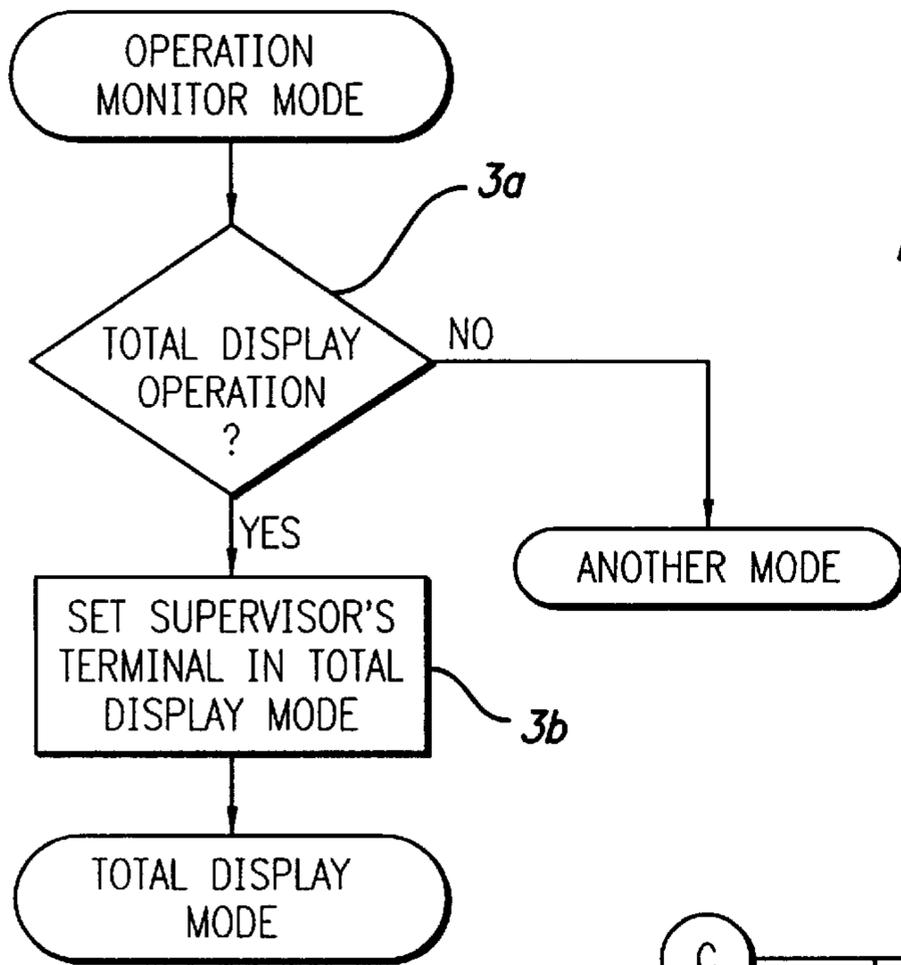 OPERATION
MONITOR MODE
3a
TOTAL DISPLAY
OPERATION
?
NO
YES
ANOTHER MODE
SET SUPERVISOR'S
TERMINAL IN TOTAL
DISPLAY MODE
3b
TOTAL DISPLAY
MODE
C